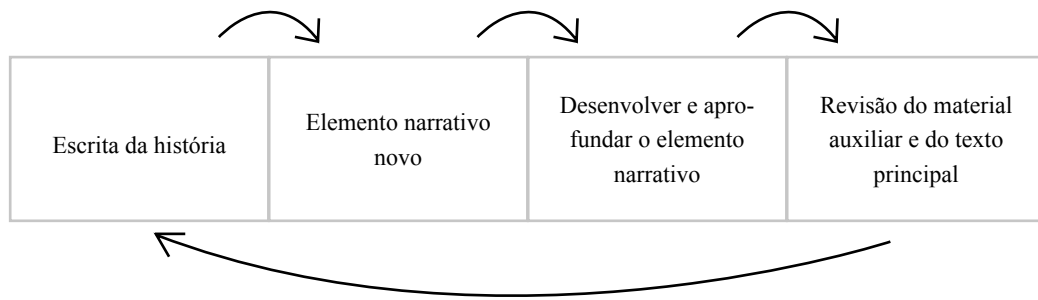 Escrita da história
Elemento narrativo
novo
Desenvolver e apro-
fundar o elemento
narrativo
Revisão do material
auxiliar e do texto
principal